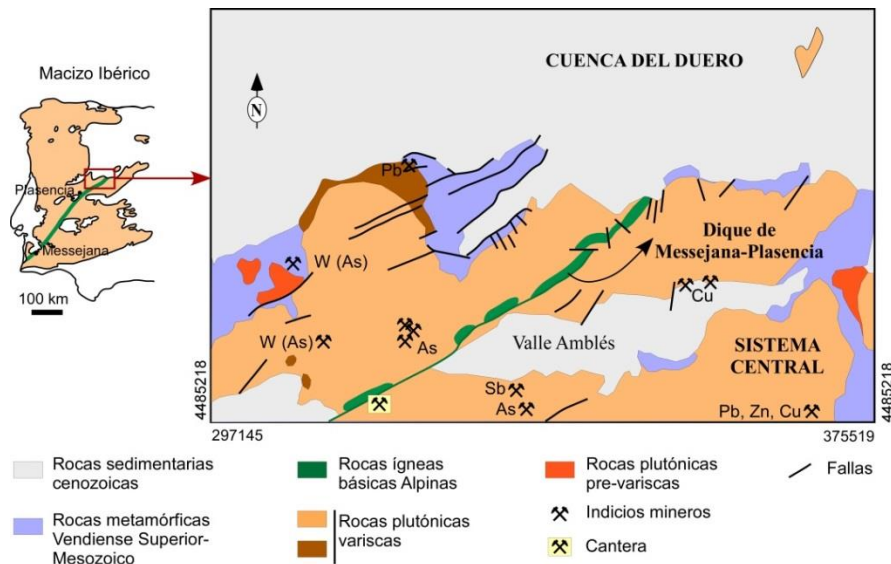 Macizo Ibérico
Plasencia
Messejana
100 km
CUENCA DEL DUERO
N
Pb
Dique de
Messejana-Plasencia
W (As)
Cu
W (As)
As
Valle Amblés
SISTEMA
CENTRAL
Sb
As
Pb, Zn, Cu
4485218
4485218
297145
375519
Rocas sedimentarias
cenozoicas
Rocas metamórficas
Vendiense Superior-
Mesozoico
Rocas ígneas
básicas Alpinas
Rocas plutónicas
variscas
Rocas plutónicas
pre-variscas
Indicios mineros
Cantera
Fallas